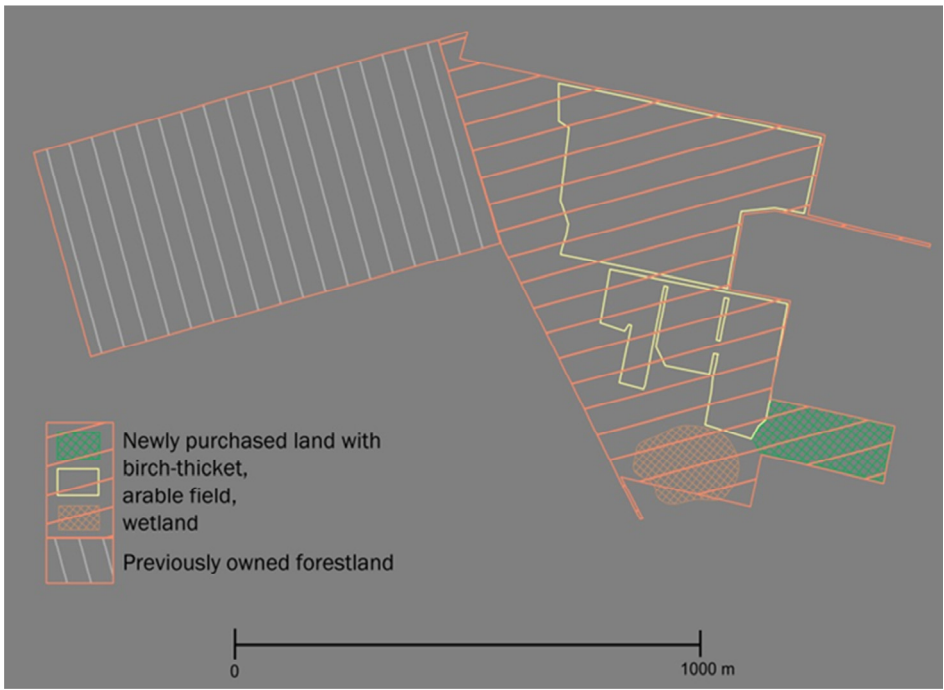 Newly purchased land with
birch-thicket,
arable field,
wetland
Previously owned forestland
0
1000 m